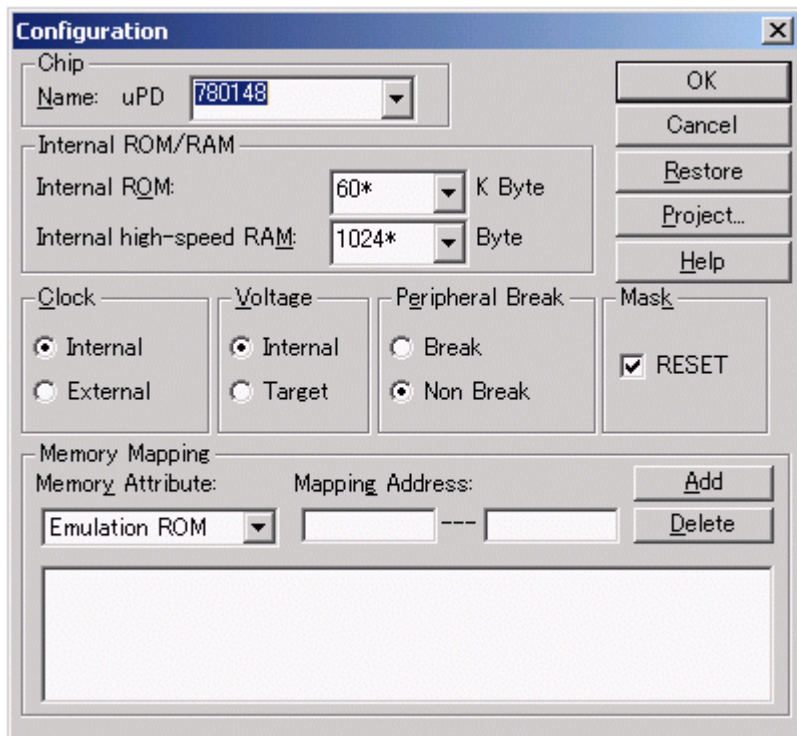 Configuration
Chip
Name: uPD 780148
OK
Cancel
Restore
Project...
Help
Internal ROM/RAM
Internal ROM: 60* K Byte
Internal high-speed RAM: 1024* Byte
Clock
Internal
External
Voltage
Internal
Target
Peripheral Break
Break
Non Break
Mask
RESET
Memory Mapping
Memory Attribute: Mapping Address:
Emulation ROM ---
Add
Delete